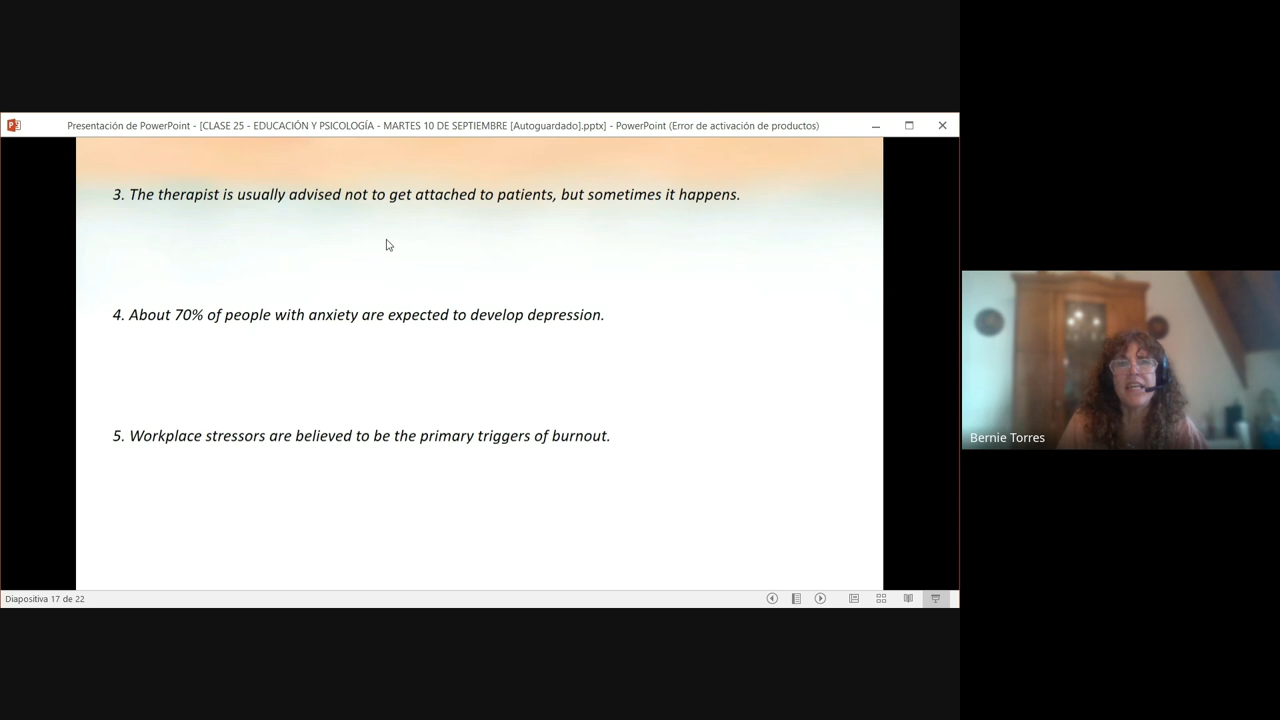 Presentación de PowerPoint - [CLASE 25 - EDUCACIÓN Y PSICOLOGÍA - MARTES 10 DE SEPTIEMBRE [Autoguardado].pptx] - PowerPoint (Error de activación de productos)
3. The therapist is usually advised not to get attached to patients, but sometimes it happens.
4. About 70% of people with anxiety are expected to develop depression.
5. Workplace stressors are believed to be the primary triggers of burnout.
Bernie Torres
Diapositiva 17 de 22